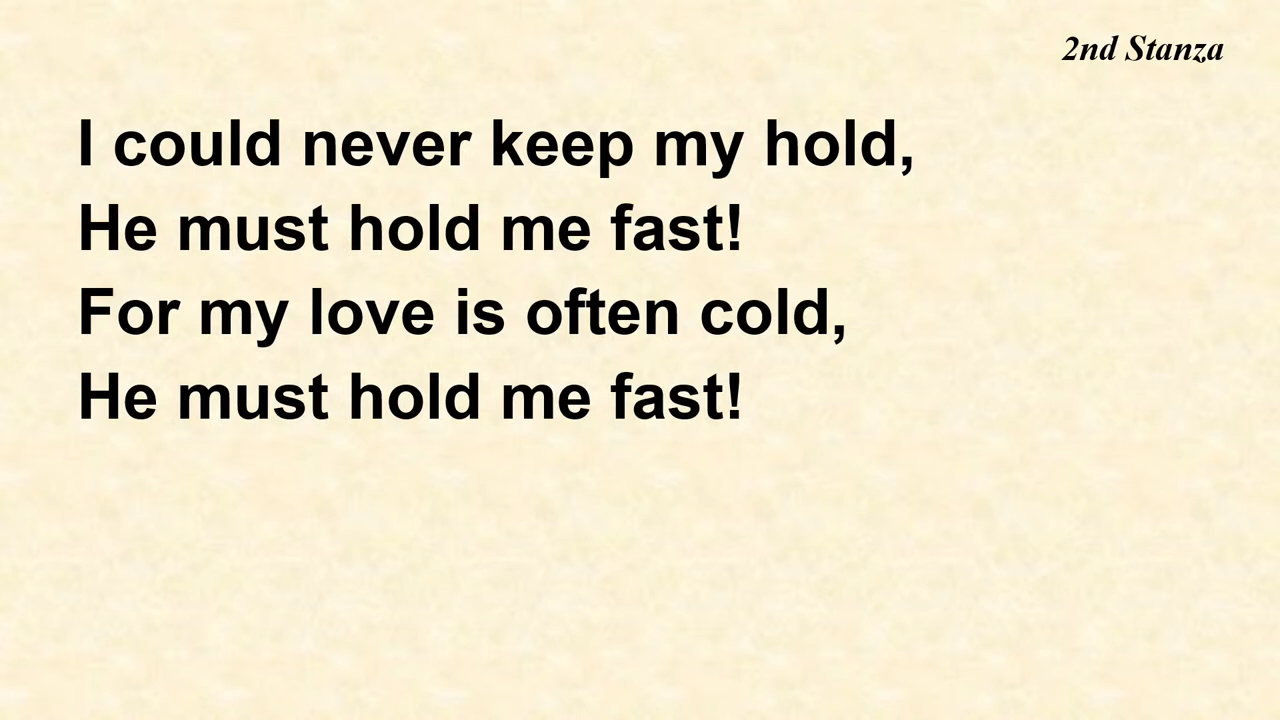 2nd Stanza
I could never keep my hold,
He must hold me fast!
For my love is often cold,
He must hold me fast!